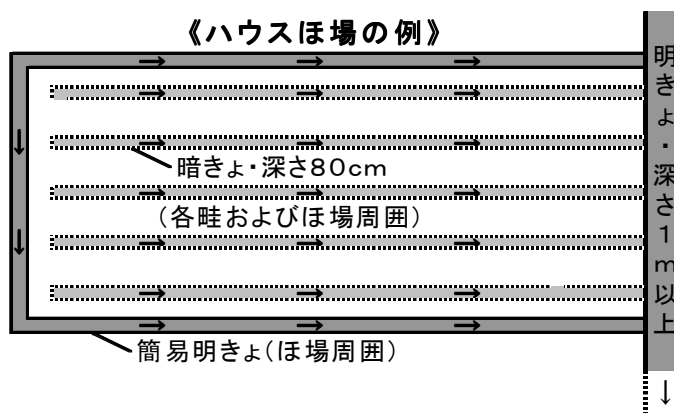 《ハウスほ場の例》
暗きょ・深さ80cm
(各畦およびほ場周囲)
簡易明きょ(ほ場周囲)
明きょ・深さ1m以上